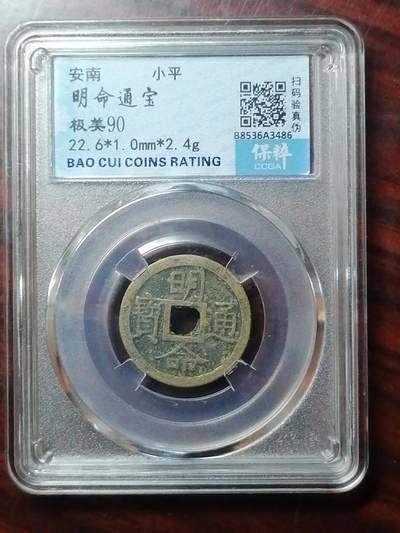 安南 小平
明命通宝
极美90
22.6*1.0mm*2.4g
BAO CUI COINS RATING
扫码验真伪
B8536A3486
保粹
CCGA
明命通寶